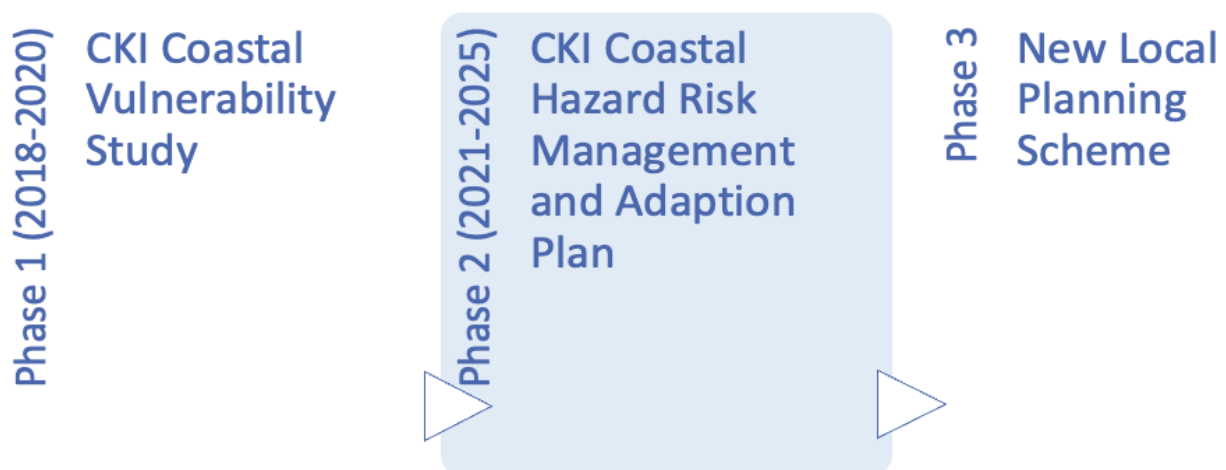 Phase 1 (2018-2020)
CKI Coastal
Vulnerability
Study
Phase 2 (2021-2025)
CKI Coastal
Hazard Risk
Management
and Adaption
Plan
Phase 3
New Local
Planning
Scheme